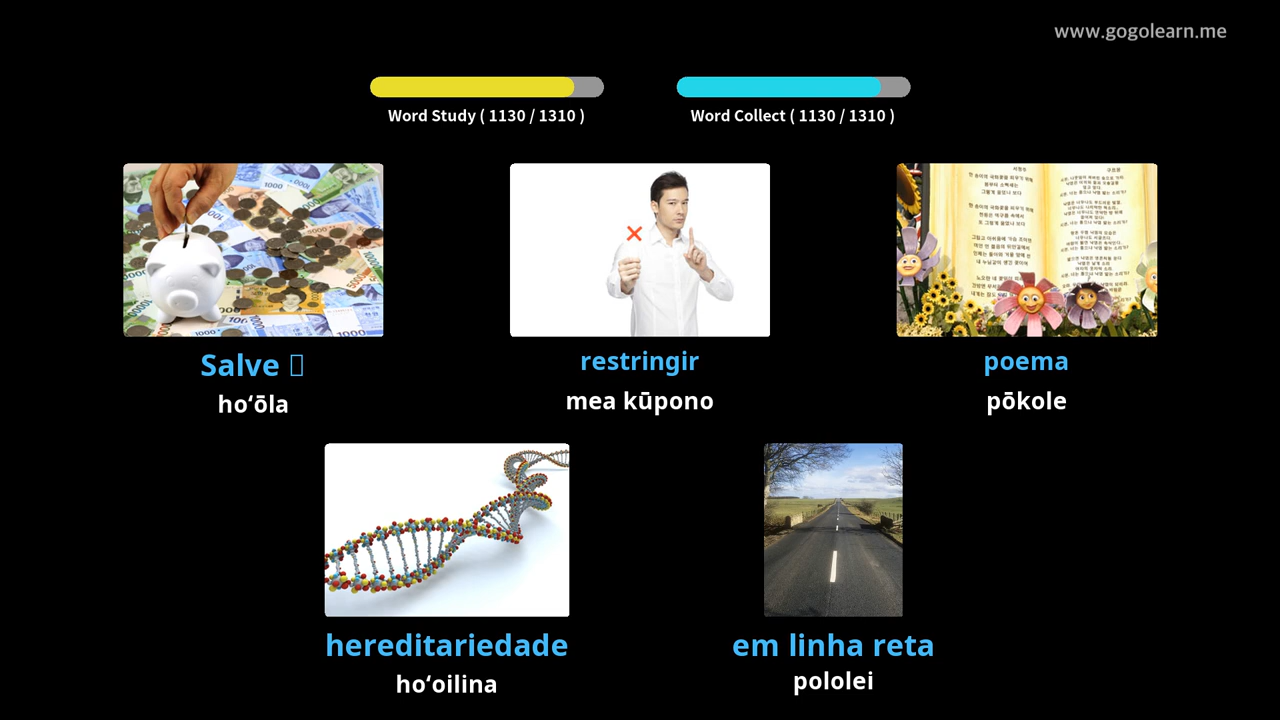 www.gogolearn.me
Word Study ( 1130 / 1310 )
Word Collect ( 1130 / 1310 )
Salve
hoʻōla
restringir
mea kūpono
poema
pōkole
hereditariedade
hoʻoilina
em linha reta
pololei